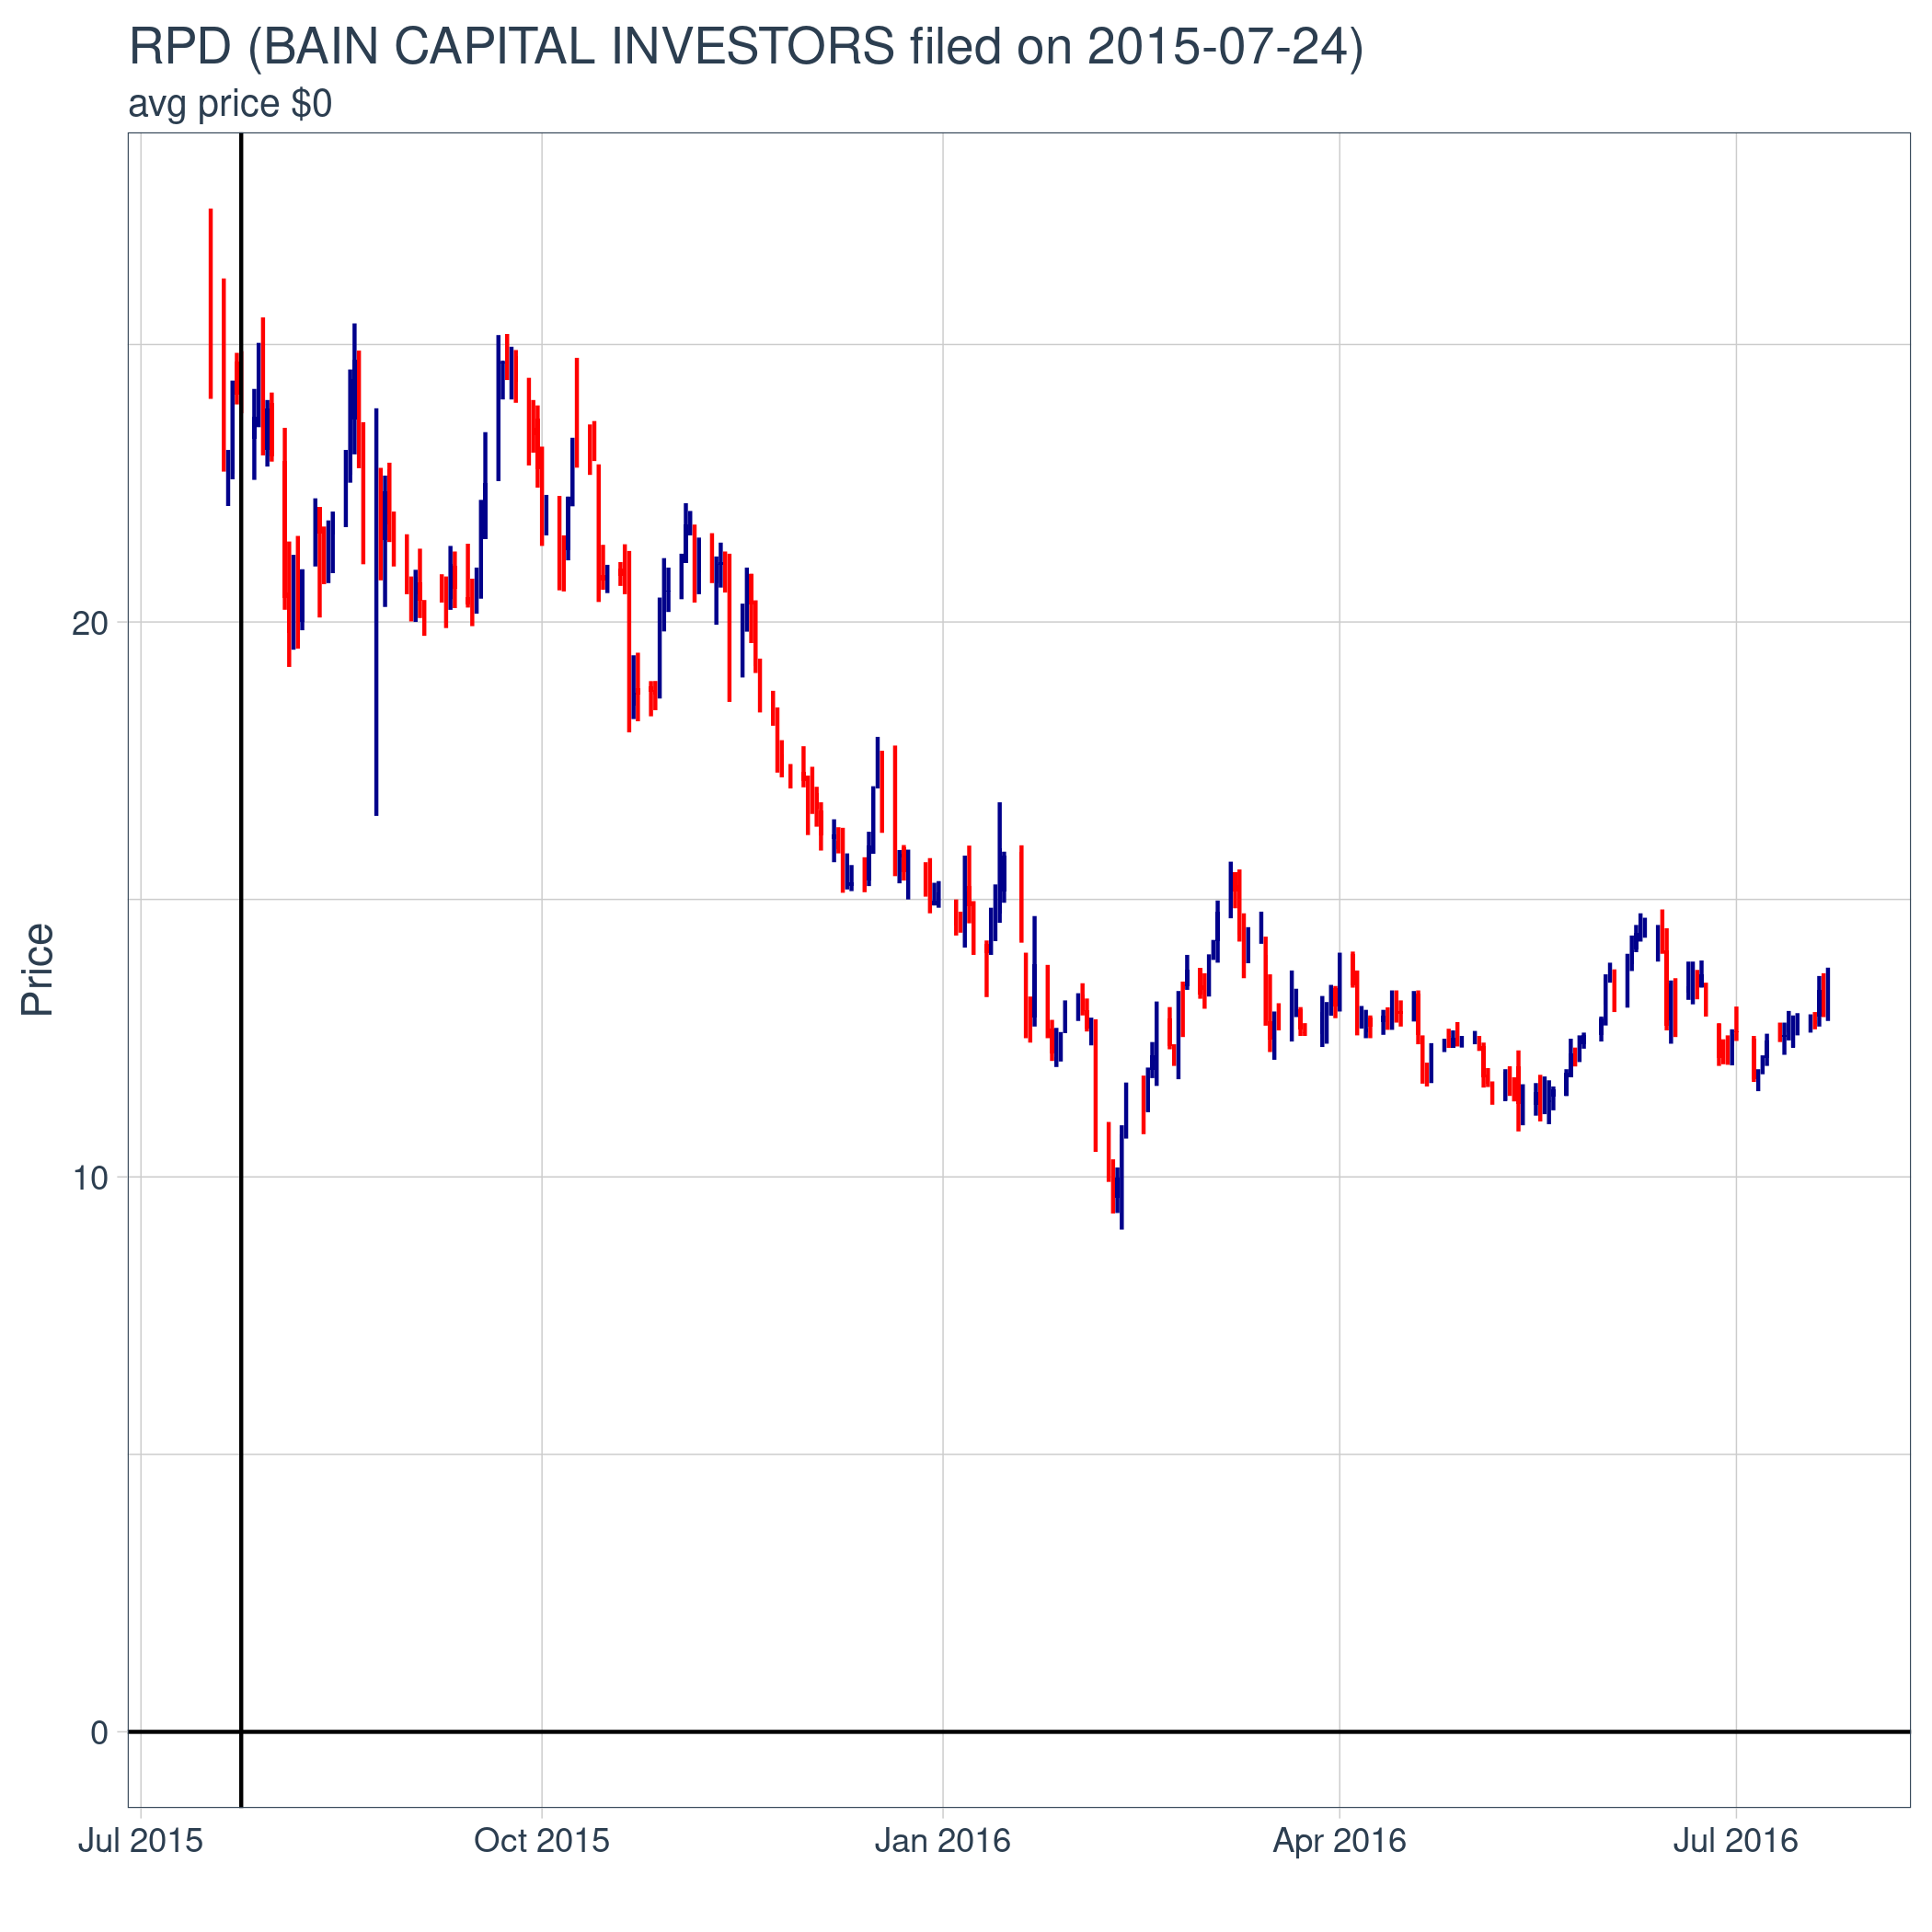 RPD (BAIN CAPITAL INVESTORS filed on 2015-07-24)
avg price $0
Price
20
10
0
Jul 2015
Oct 2015
Jan 2016
Apr 2016
Jul 2016